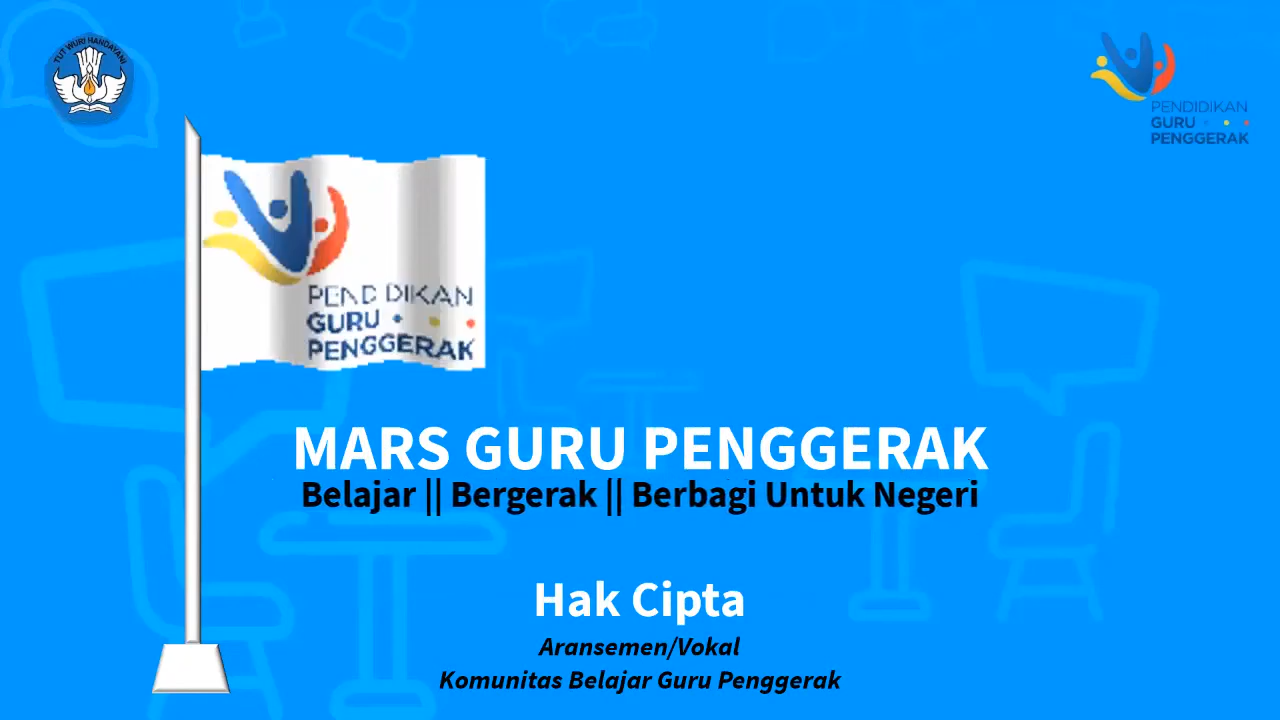 TUT WURI HANDAYANI
PENDIDIKAN
GURU
PENGGERAK
PENDIDIKAN
GURU
PENGGERAK
MARS GURU PENGGERAK
Belajar || Bergerak || Berbagi Untuk Negeri
Hak Cipta
Aransemen/Vokal
Komunitas Belajar Guru Penggerak